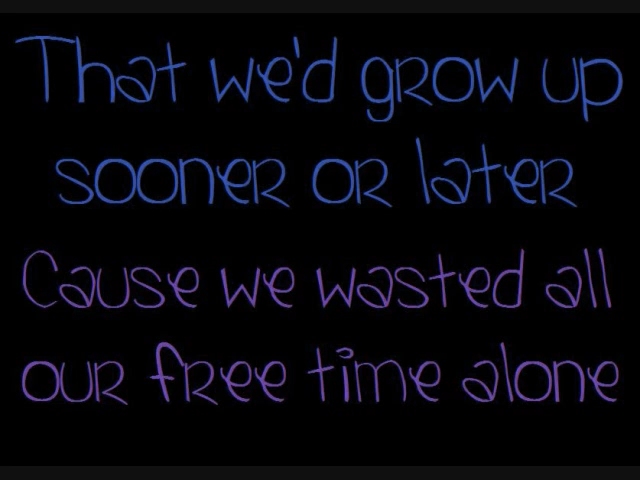 That we'd grow up
sooner or later
Cause we wasted all
our free time alone